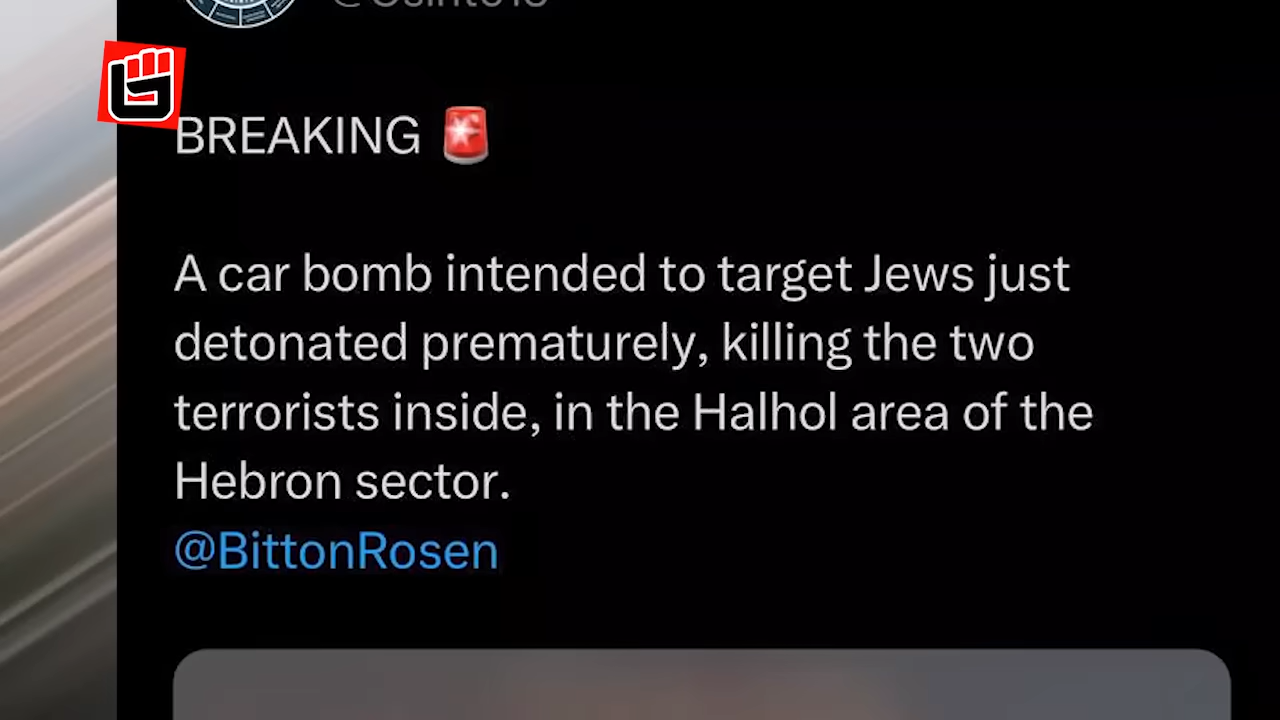 BREAKING 🚨
A car bomb intended to target Jews just
detonated prematurely, killing the two
terrorists inside, in the Halhol area of the
Hebron sector.
@BittonRosen